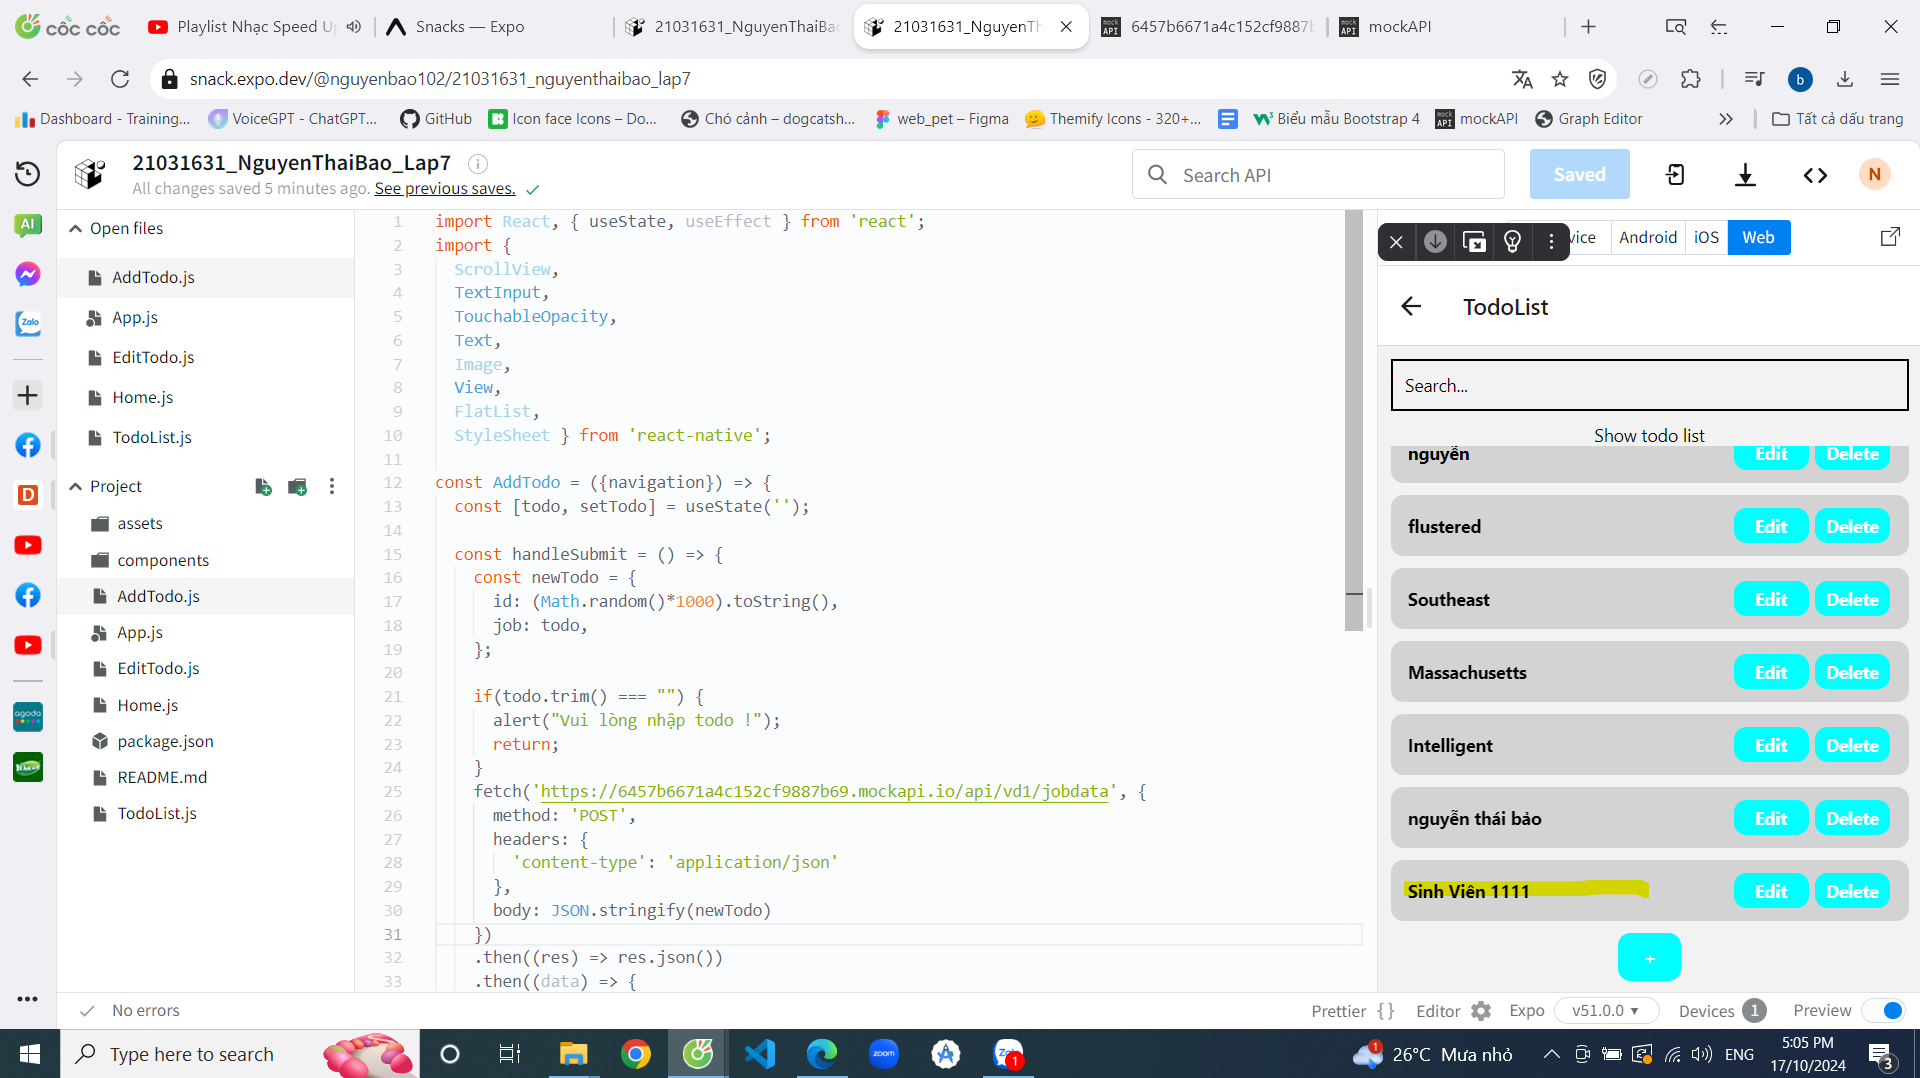 cốc cốc
Playlist Nhạc Speed U
Snacks — Expo
21031631_NguyenThaiBa
21031631_NguyenT
6457b6671a4c152cf9887b
mockAPI
snack.expo.dev/@nguyenbao102/21031631_nguyenthaibao_lap7
b
Dashboard - Training...
VoiceGPT - ChatGPT...
GitHub
Icon face Icons – Do...
Chó cảnh – dogcatsh...
web_pet – Figma
Themify Icons - 320+...
Biểu mẫu Bootstrap 4
mockAPI
Graph Editor
Tất cả dấu trang
21031631_NguyenThaiBao_Lap7
All changes saved 5 minutes ago. See previous saves.
Search API
Saved
N
AI
Zalo
D
agoda
Open files
AddTodo.js
App.js
EditTodo.js
Home.js
TodoList.js
Project
assets
components
AddTodo.js
App.js
EditTodo.js
Home.js
package.json
README.md
TodoList.js
1 import React, { useState, useEffect } from 'react';
2 import {
3 ScrollView,
4 TextInput,
5 TouchableOpacity,
6 Text,
7 Image,
8 View,
9 FlatList,
10 StyleSheet } from 'react-native';
11
12 const AddTodo = ({navigation}) => {
13 const [todo, setTodo] = useState('');
14
15 const handleSubmit = () => {
16 const newTodo = {
17 id: (Math.random()*1000).toString(),
18 job: todo,
19 };
20
21 if(todo.trim() === "") {
22 alert("Vui lòng nhập todo !");
23 return;
24 }
25 fetch('https://6457b6671a4c152cf9887b69.mockapi.io/api/vd1/jobdata', {
26 method: 'POST',
27 headers: {
28 'content-type': 'application/json'
29 },
30 body: JSON.stringify(newTodo)
31 })
32 .then((res) => res.json())
33 .then((data) => {
vice
Android
iOS
Web
TodoList
Search...
Show todo list
nguyễn Edit Delete
flustered Edit Delete
Southeast Edit Delete
Massachusetts Edit Delete
Intelligent Edit Delete
nguyễn thái bảo Edit Delete
Sinh Viên 1111 Edit Delete
+
No errors
Prettier { }
Editor
Expo
v51.0.0
Devices 1
Preview
Type here to search
zoom
1
1
26°C Mưa nhỏ
ENG
5:05 PM
17/10/2024
3